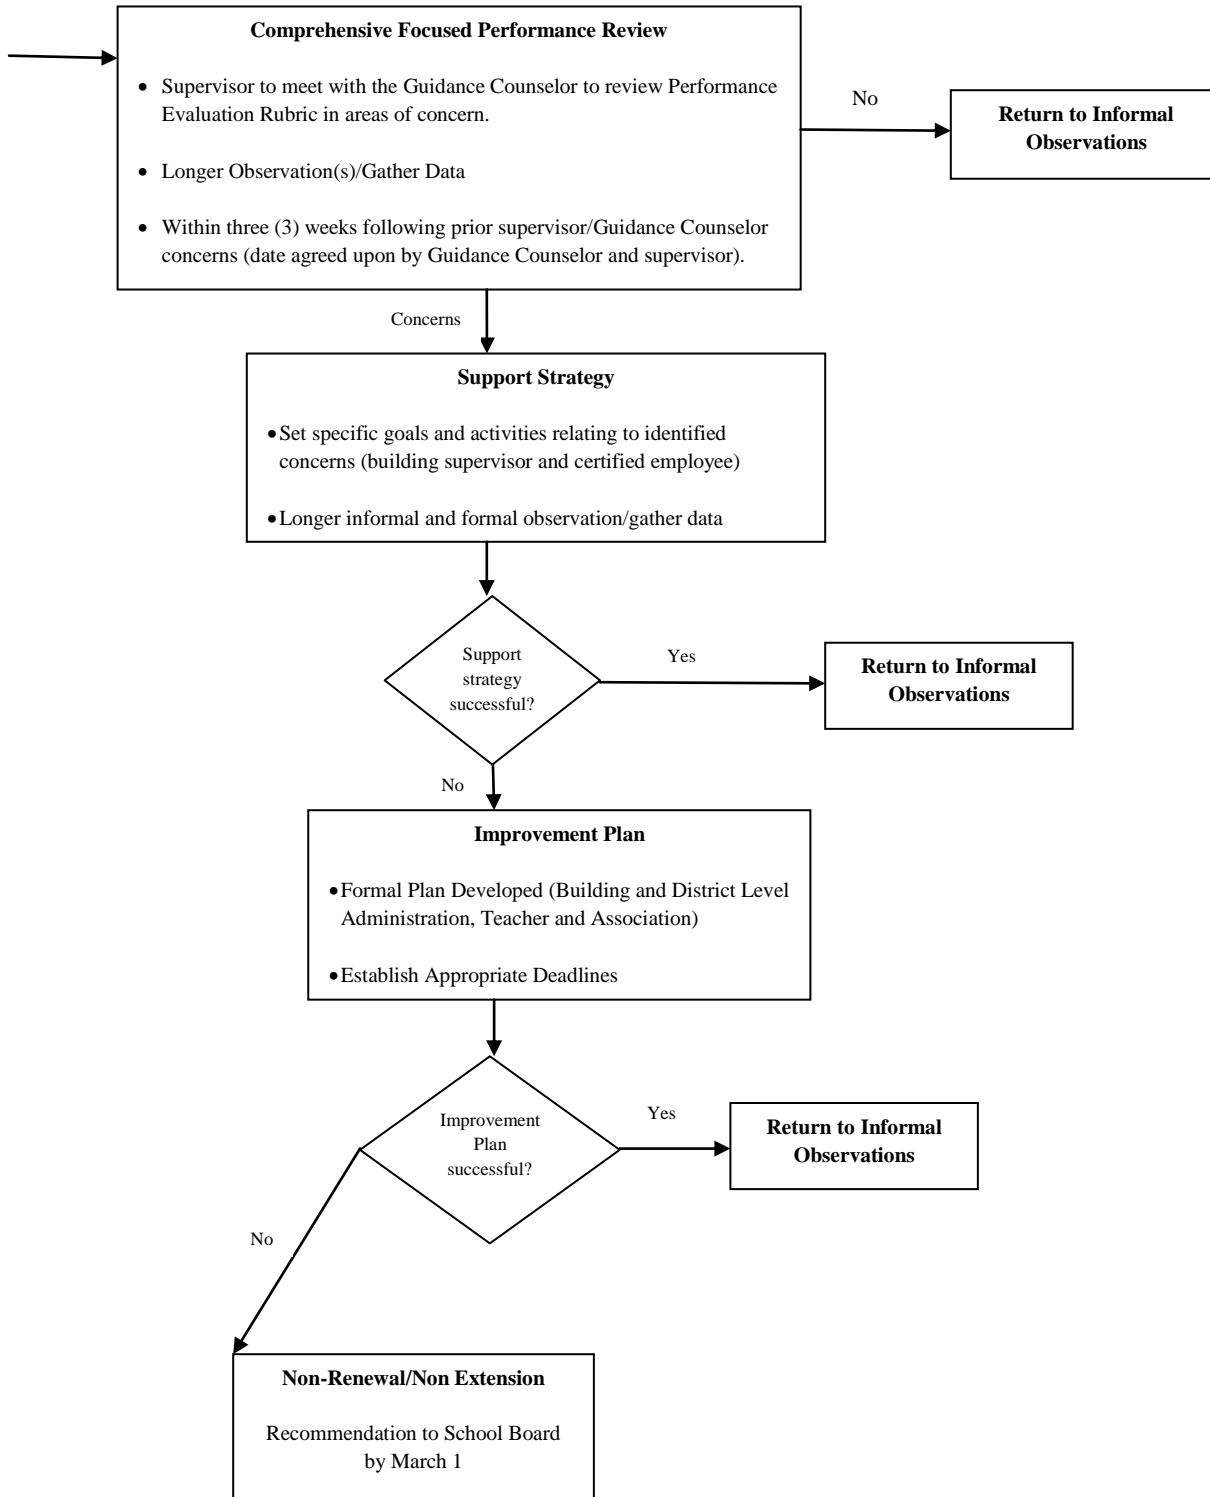 Comprehensive Focused Performance Review
• Supervisor to meet with the Guidance Counselor to review Performance
Evaluation Rubric in areas of concern.
• Longer Observation(s)/Gather Data
• Within three (3) weeks following prior supervisor/Guidance Counselor
concerns (date agreed upon by Guidance Counselor and supervisor).
No
Return to Informal
Observations
Concerns
Support Strategy
• Set specific goals and activities relating to identified
concerns (building supervisor and certified employee)
• Longer informal and formal observation/gather data
Support
strategy
successful?
Yes
Return to Informal
Observations
No
Improvement Plan
• Formal Plan Developed (Building and District Level
Administration, Teacher and Association)
• Establish Appropriate Deadlines
Improvement
Plan
successful?
Yes
Return to Informal
Observations
No
Non-Renewal/Non Extension
Recommendation to School Board
by March 1